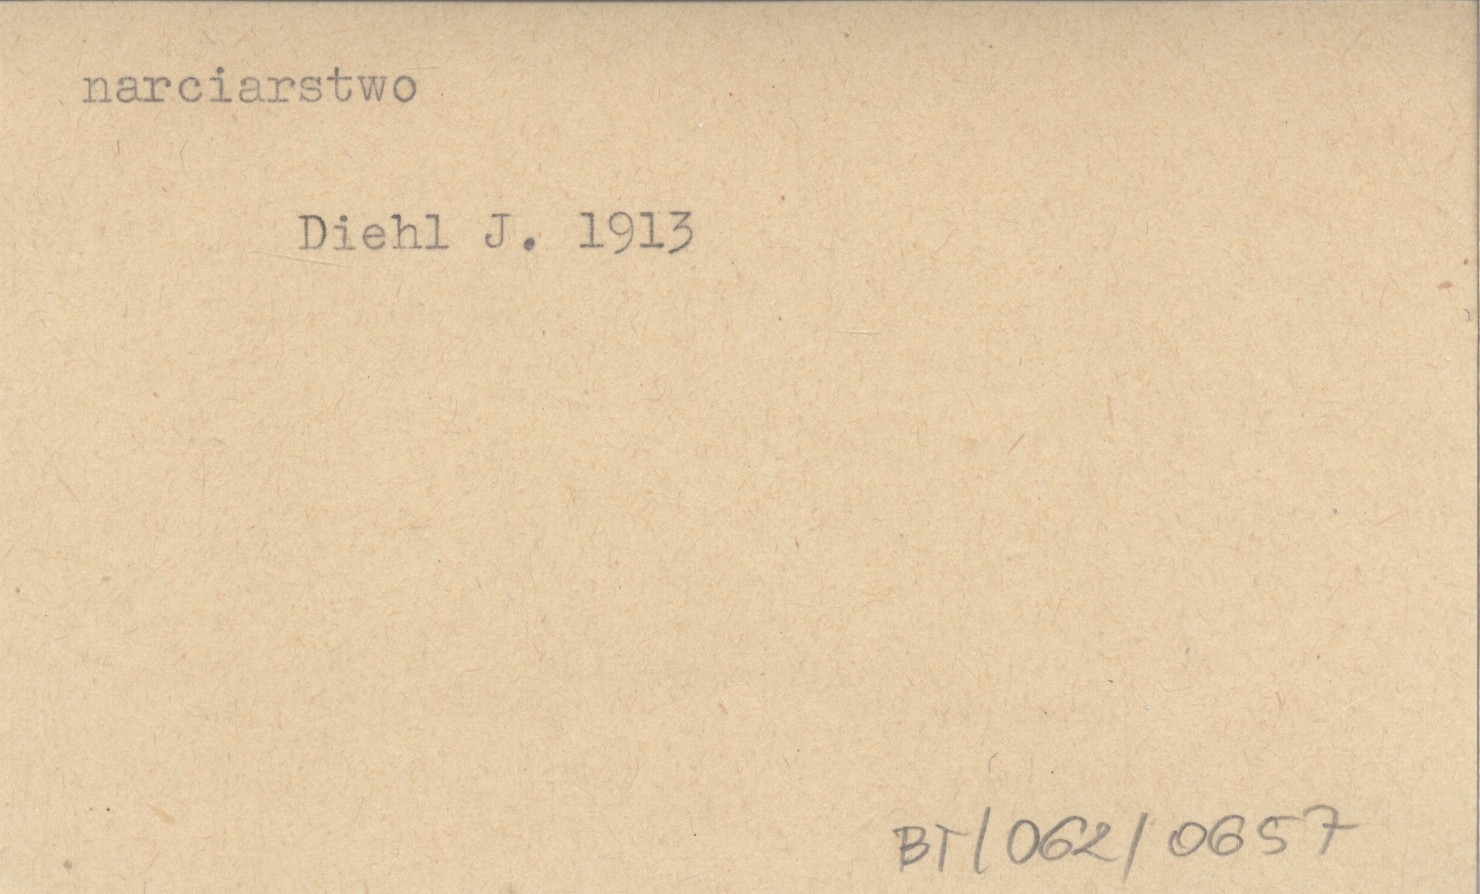 narciarstwo
Diehl J. 1913
BT/062/0657